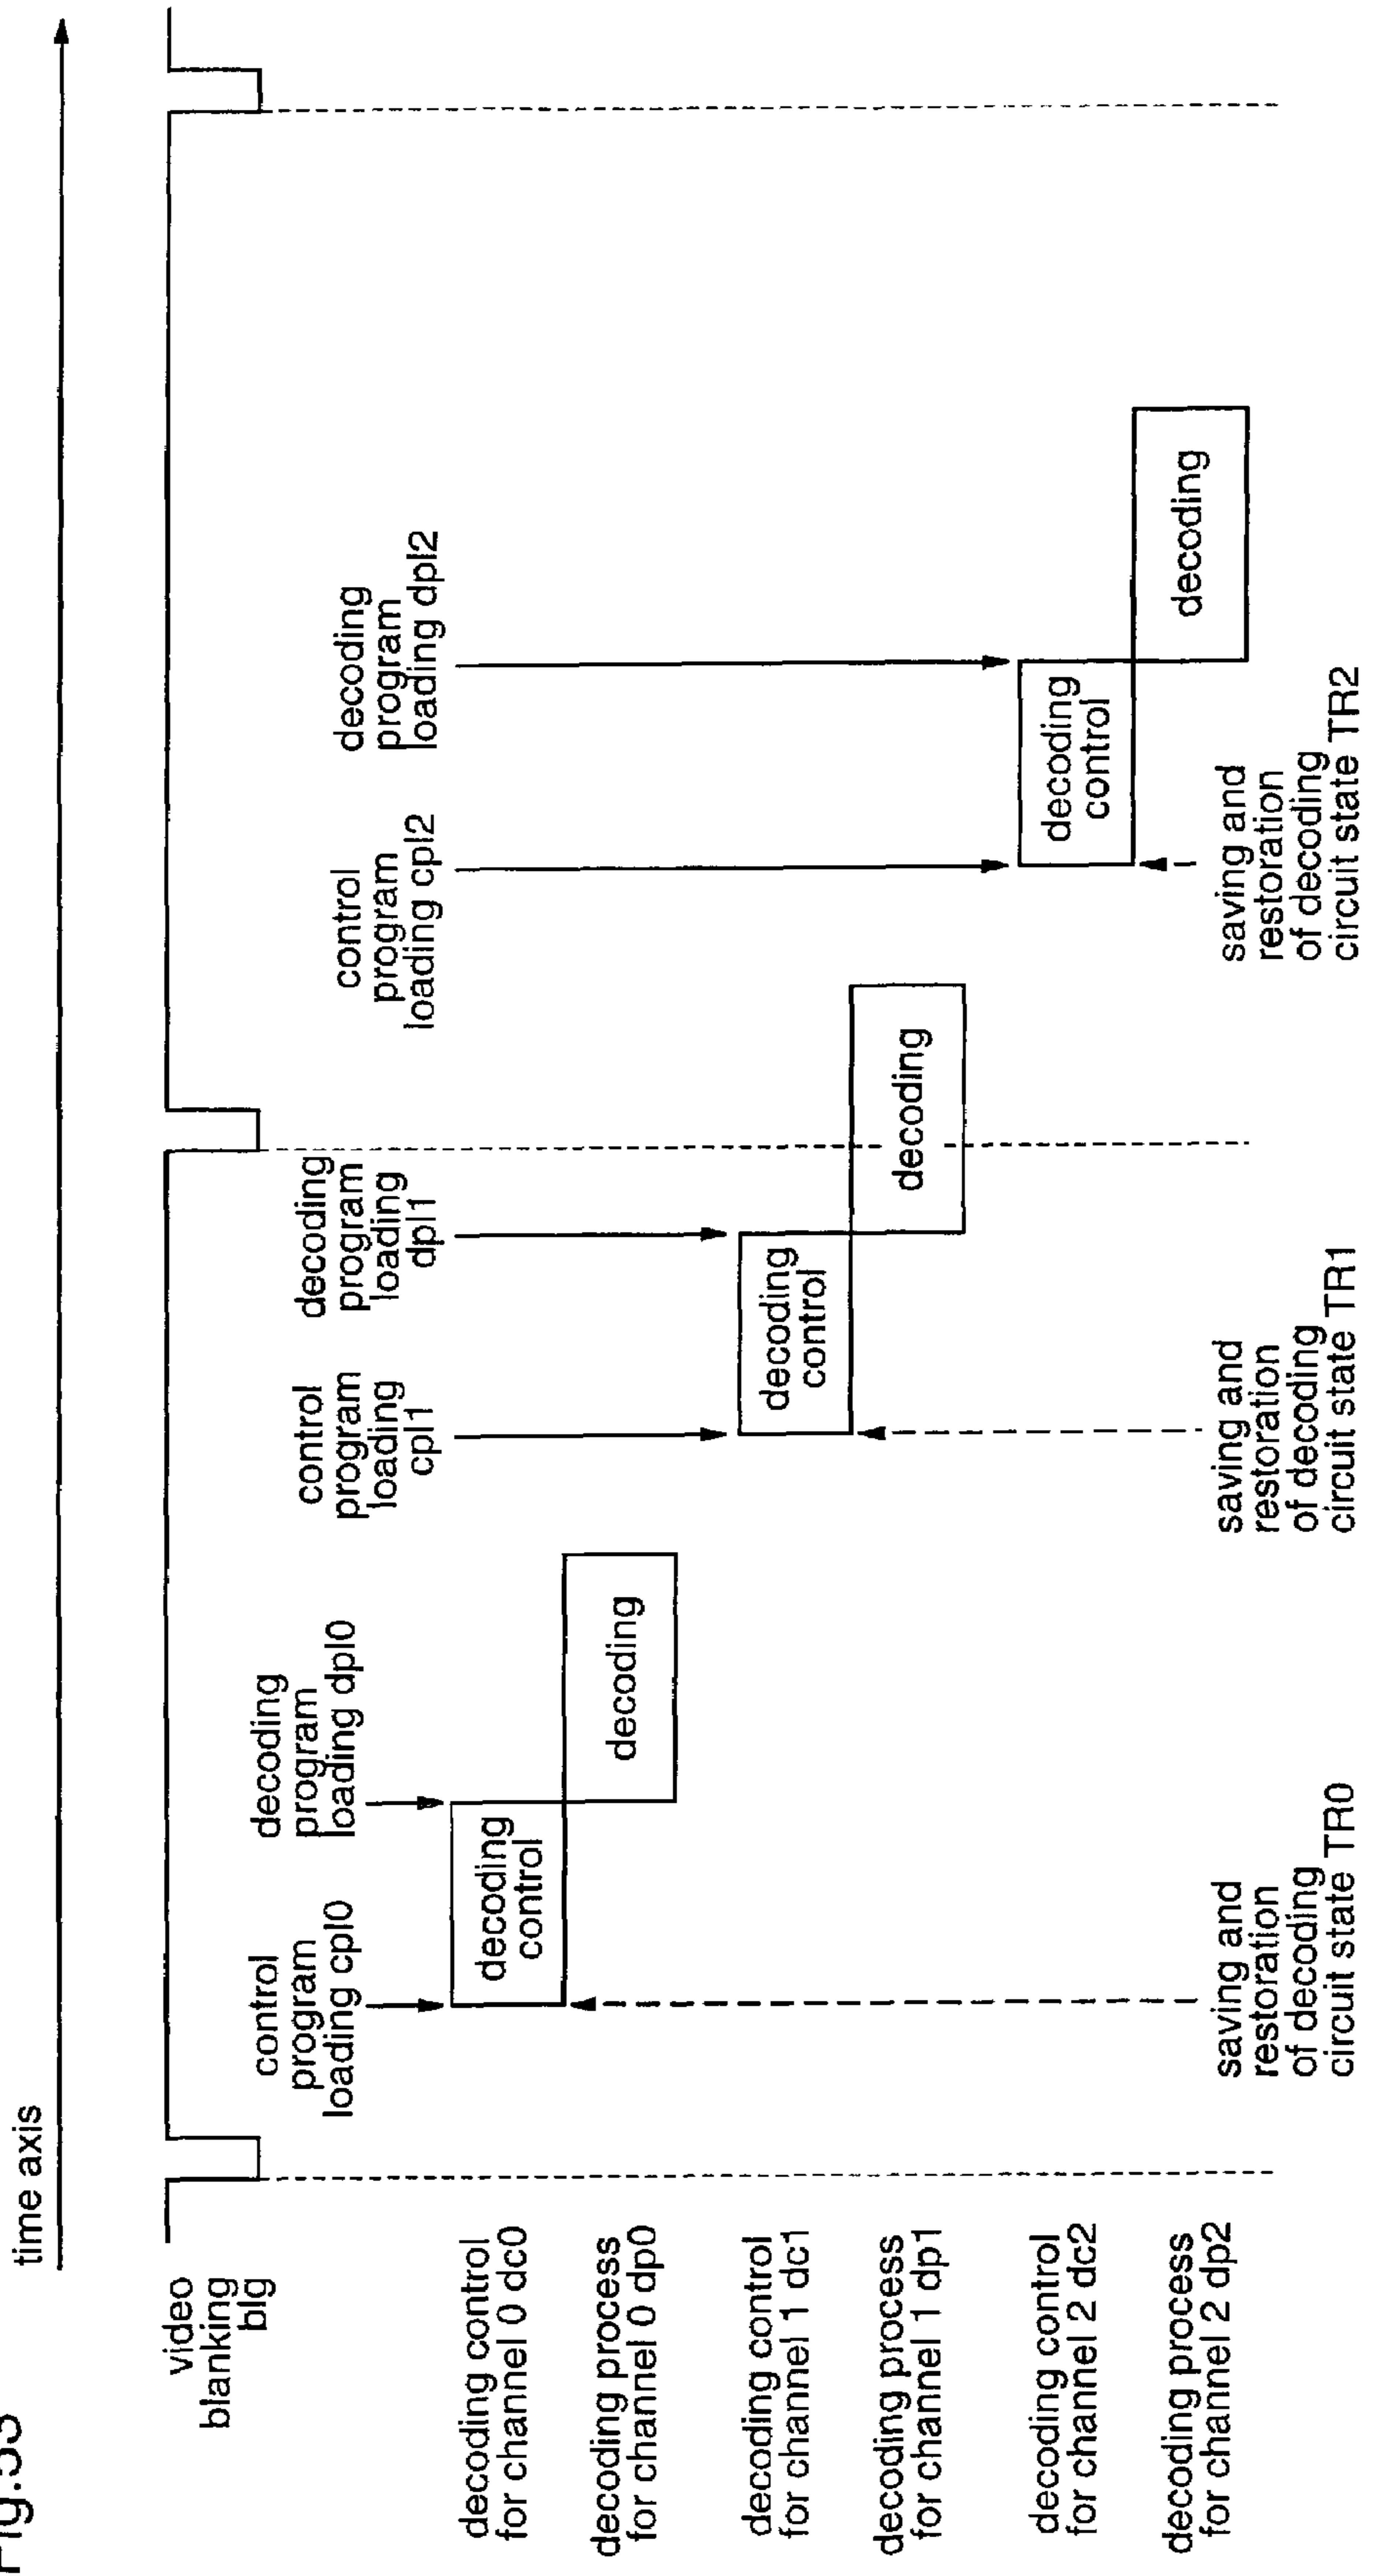 Fig.53
time axis
video
blanking
blg
control
program
loading cpl0
decoding
program
loading dpl0
control
program
loading
cpl1
decoding
program
loading
dpl1
control
program
loading cpl2
decoding
program
loading dpl2
decoding control
for channel 0 dc0
decoding
control
decoding process
for channel 0 dp0
decoding
decoding control
for channel 1 dc1
decoding
control
decoding process
for channel 1 dp1
decoding
decoding control
for channel 2 dc2
decoding
control
decoding process
for channel 2 dp2
decoding
saving and
restoration
of decoding
circuit state TR0
saving and
restoration
of decoding
circuit state TR1
saving and
restoration
of decoding
circuit state TR2